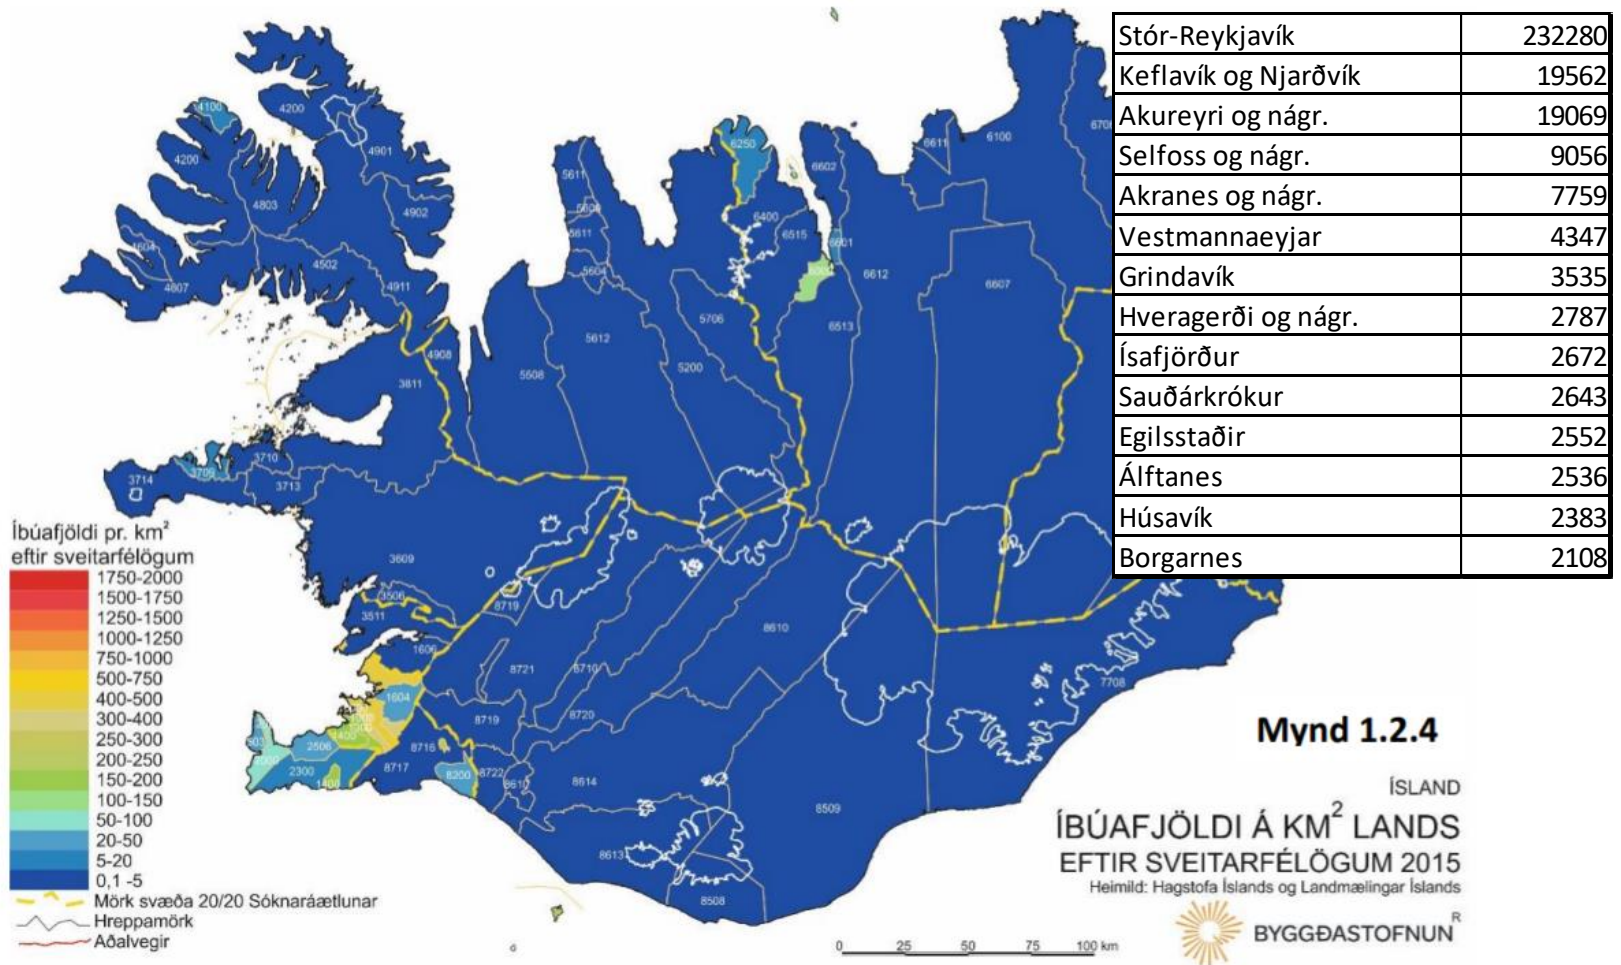 Stór-Reykjavík 232280
Keflavík og Njarðvík 19562
Akureyri og nágr. 19069
Selfoss og nágr. 9056
Akranes og nágr. 7759
Vestmannaeyjar 4347
Grindavík 3535
Hveragerði og nágr. 2787
Ísafjörður 2672
Sauðárkrókur 2643
Egilsstaðir 2552
Álftanes 2536
Húsavík 2383
Borgarnes 2108
4100
4200
4901
4200
4803
4902
4604
4502
4607
4911
4908
3811
5611
5609
5611
5604
5612
5508
5706
5200
6250
6400
6515
6602
6601
6611
6100
6612
6607
6513
3714
3709
3710
3713
3609
3506
3511
8719
1606
1604
8721
8710
8610
8719
8720
7708
2506
2300
8716
8717
8200
8722
8614
8509
8613
8508
Íbúafjöldi pr. km²
eftir sveitarfélögum
1750-2000
1500-1750
1250-1500
1000-1250
750-1000
500-750
400-500
300-400
250-300
200-250
150-200
100-150
50-100
20-50
5-20
0,1 -5
Mörk svæða 20/20 Sóknaráætlunar
Hreppamörk
Aðalvegir
Mynd 1.2.4
ÍSLAND
ÍBÚAFJÖLDI Á KM² LANDS
EFTIR SVEITARFÉLÖGUM 2015
Heimild: Hagstofa Íslands og Landmælingar Íslands
BYGGÐASTOFNUN R
0 25 50 75 100 km